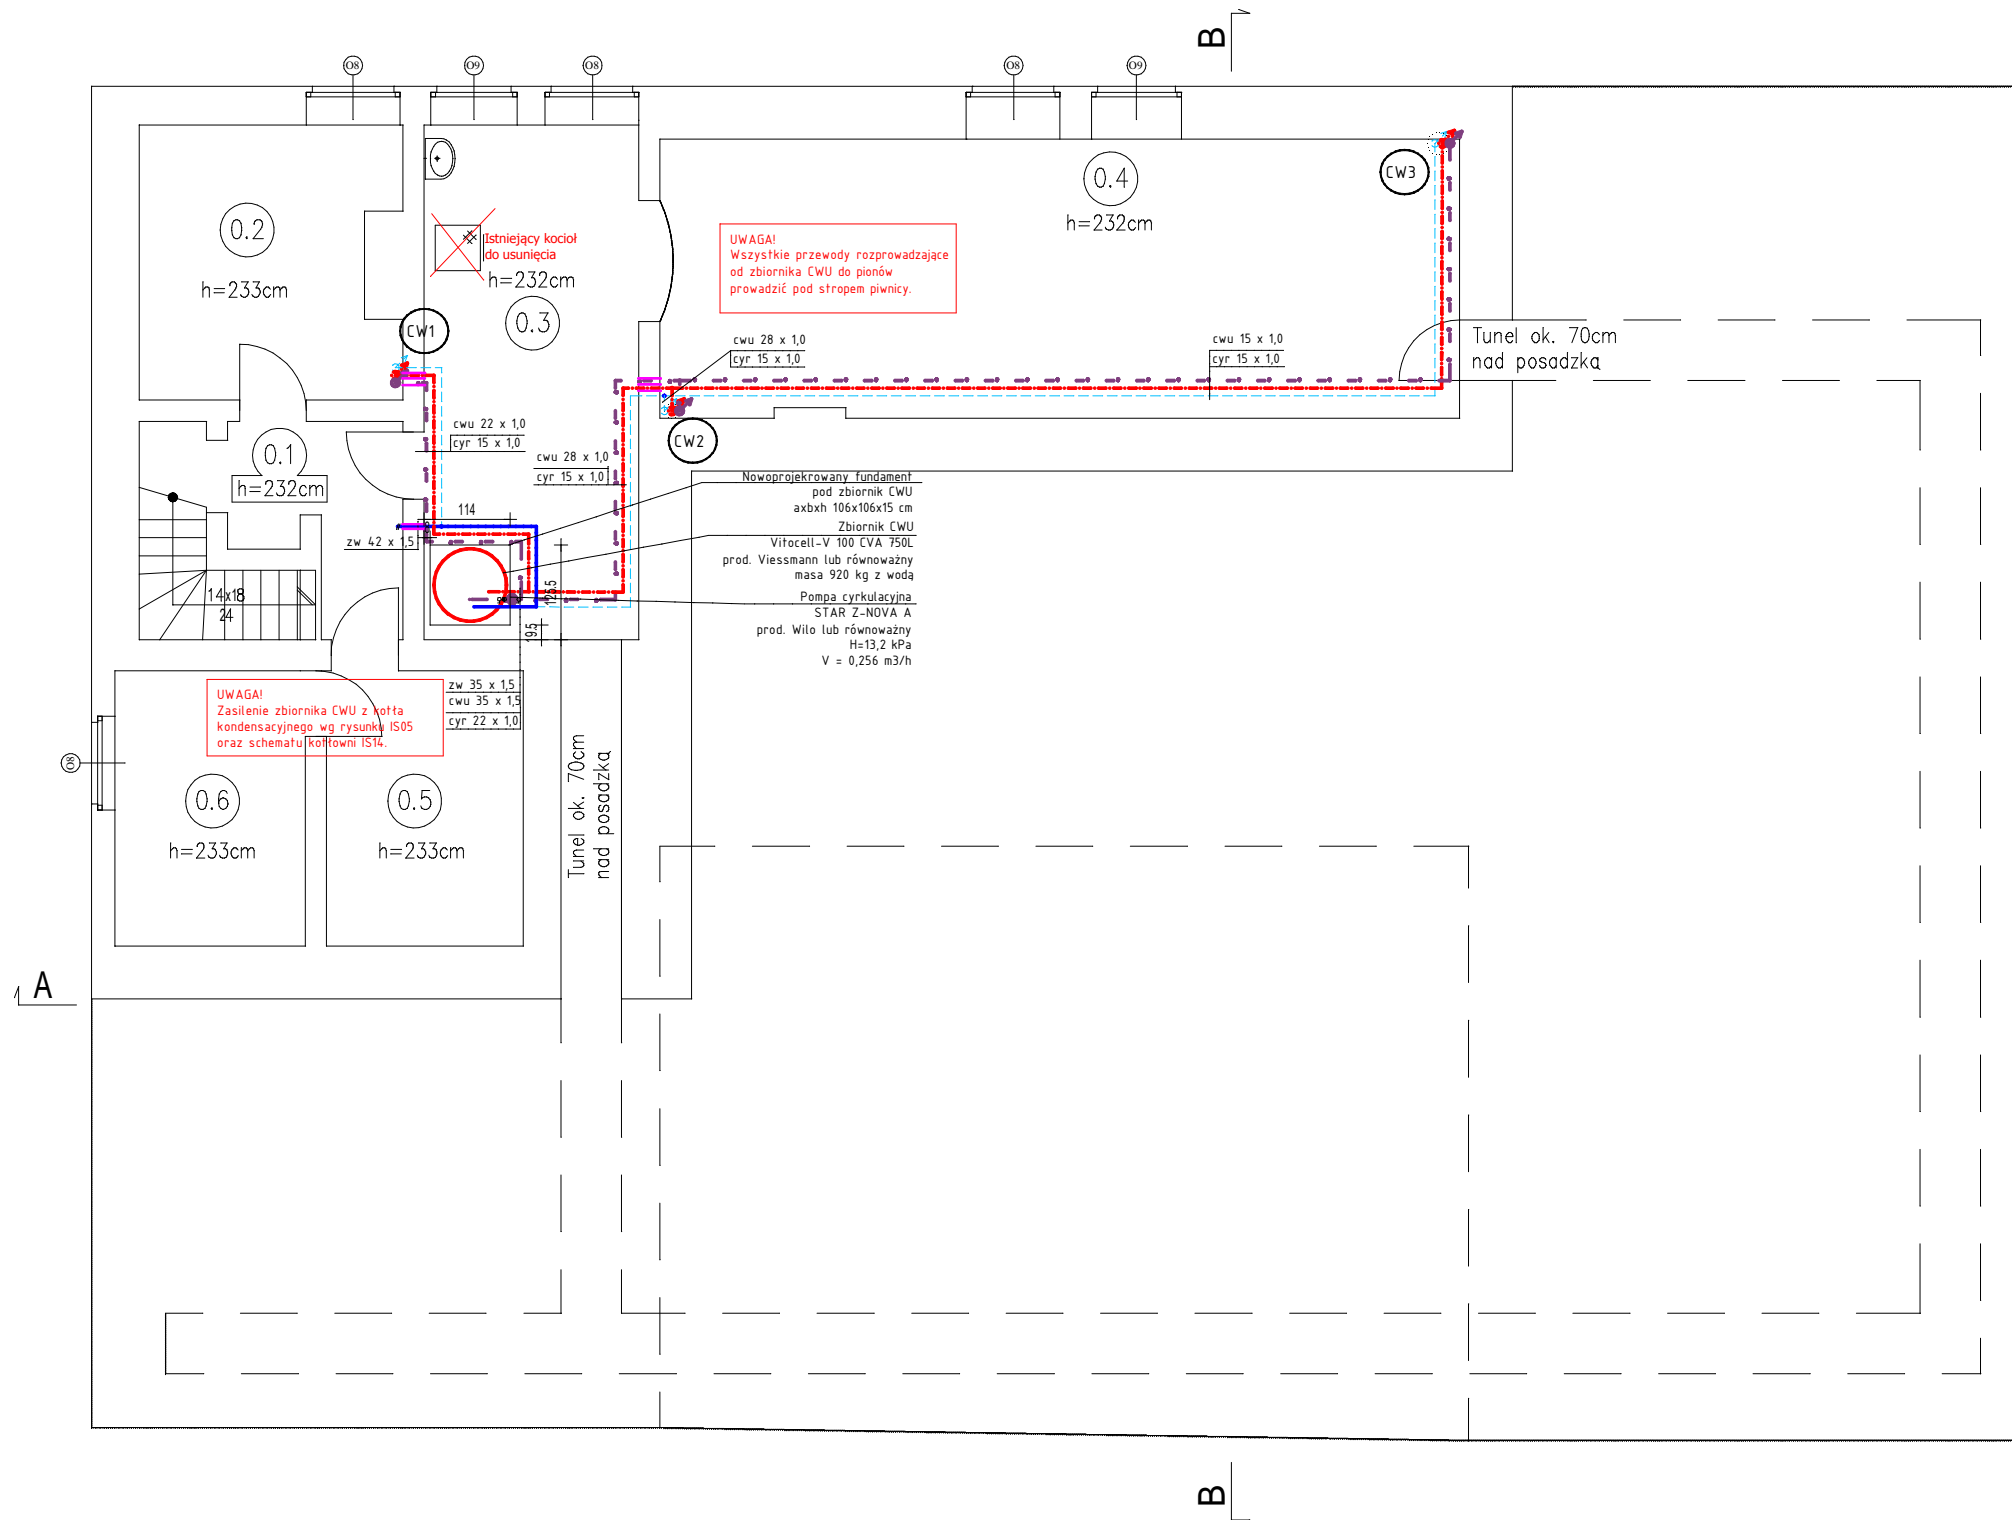 B
O8
O9
O8
O8
O9
0.2
h=233cm
Istniejący kocioł
do usunięcia
h=232cm
0.3
CW1
UWAGA!
Wszystkie przewody rozprowadzające
od zbiornika CWU do pionów
prowadzić pod stropem piwnicy.
0.4
h=232cm
CW3
cwu 28 x 1,0
cyr 15 x 1,0
cwu 15 x 1,0
cyr 15 x 1,0
Tunel ok. 70cm
nad posadzką
CW2
cwu 22 x 1,0
cyr 15 x 1,0
cwu 28 x 1,0
cyr 15 x 1,0
0.1
h=232cm
114
zw 42 x 1,5
14x18
24
125.5
19.5
Nowoprojekrowany fundament
pod zbiornik CWU
axbxh 106x106x15 cm
Zbiornik CWU
Vitocell-V 100 CVA 750L
prod. Viessmann lub równoważny
masa 920 kg z wodą
Pompa cyrkulacyjna
STAR Z-NOVA A
prod. Wilo lub równoważny
H=13,2 kPa
V = 0,256 m3/h
UWAGA!
Zasilenie zbiornika CWU z kotła
kondensacyjnego wg rysunku IS05
oraz schematu kotłowni IS14.
zw 35 x 1,5
cwu 35 x 1,5
cyr 22 x 1,0
O8
0.6
h=233cm
0.5
h=233cm
Tunel ok. 70cm
nad posadzką
A
B